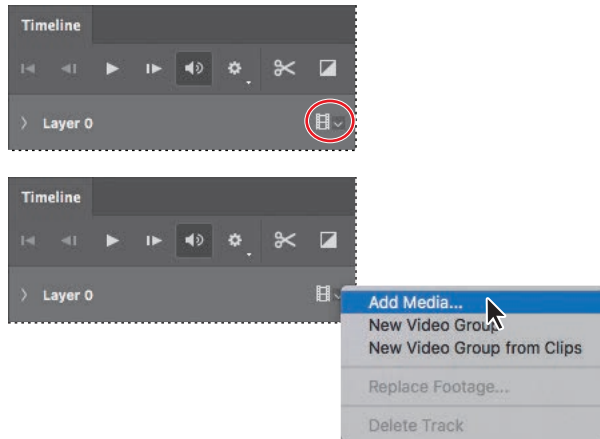 Timeline
Layer 0
Timeline
Layer 0
Add Media...
New Video Group
New Video Group from Clips
Replace Footage...
Delete Track